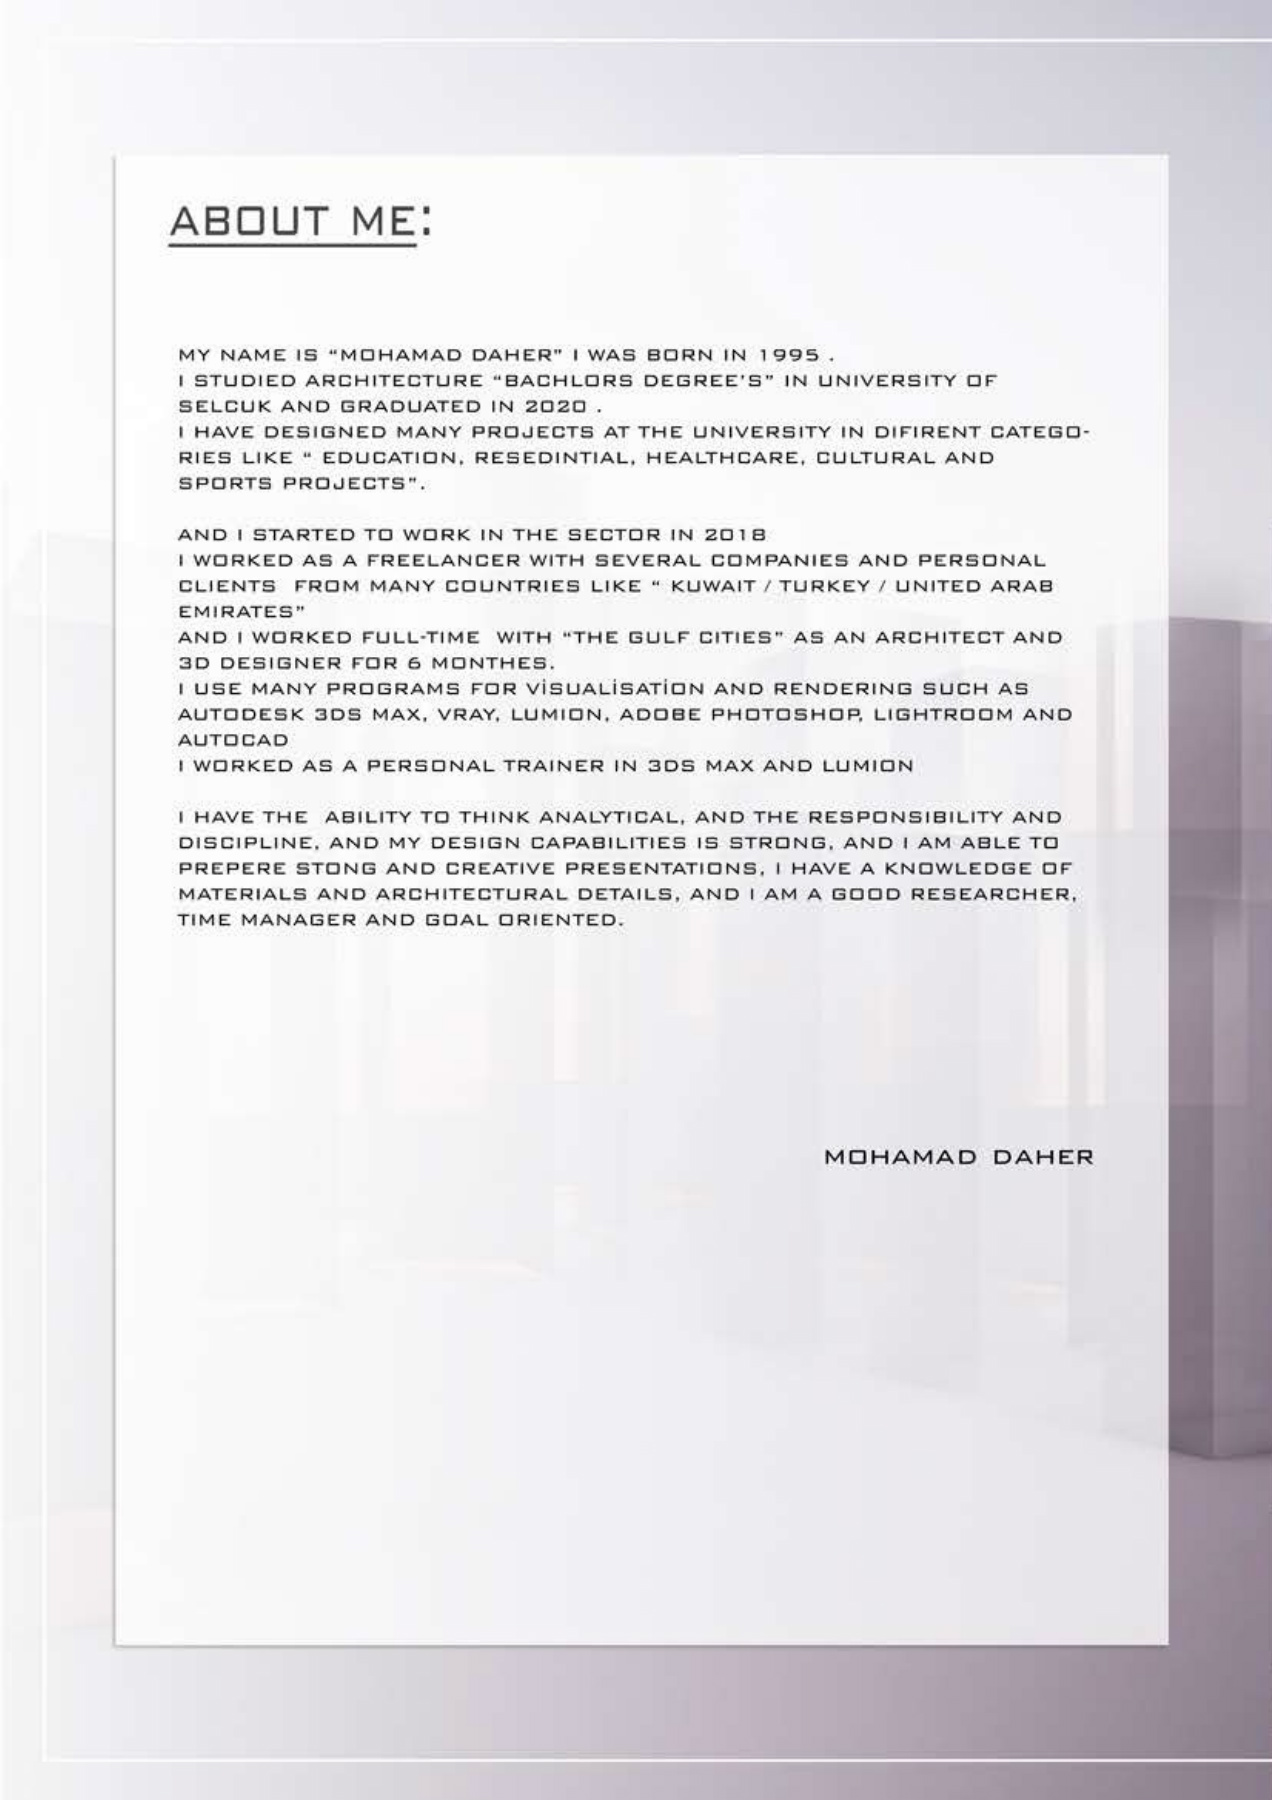 ABOUT ME:
MY NAME IS “MOHAMAD DAHER” I WAS BORN IN 1995 .
I STUDIED ARCHITECTURE “BACHLORS DEGREE’S” IN UNIVERSITY OF
SELCUK AND GRADUATED IN 2020 .
I HAVE DESIGNED MANY PROJECTS AT THE UNIVERSITY IN DIFIRENT CATEGO-
RIES LIKE “ EDUCATION, RESEDINTIAL, HEALTHCARE, CULTURAL AND
SPORTS PROJECTS”.
AND I STARTED TO WORK IN THE SECTOR IN 2018
I WORKED AS A FREELANCER WITH SEVERAL COMPANIES AND PERSONAL
CLIENTS  FROM MANY COUNTRIES LIKE “ KUWAIT / TURKEY / UNITED ARAB
EMIRATES”
AND I WORKED FULL-TIME  WITH “THE GULF CITIES” AS AN ARCHITECT AND
3D DESIGNER FOR 6 MONTHES.
I USE MANY PROGRAMS FOR VİSUALİSATİON AND RENDERING SUCH AS
AUTODESK 3DS MAX, VRAY, LUMION, ADOBE PHOTOSHOP, LIGHTROOM AND
AUTOCAD
I WORKED AS A PERSONAL TRAINER IN 3DS MAX AND LUMION
I HAVE THE  ABILITY TO THINK ANALYTICAL, AND THE RESPONSIBILITY AND
DISCIPLINE, AND MY DESIGN CAPABILITIES IS STRONG, AND I AM ABLE TO
PREPERE STONG AND CREATIVE PRESENTATIONS, I HAVE A KNOWLEDGE OF
MATERIALS AND ARCHITECTURAL DETAILS, AND I AM A GOOD RESEARCHER,
TIME MANAGER AND GOAL ORIENTED.
MOHAMAD DAHER